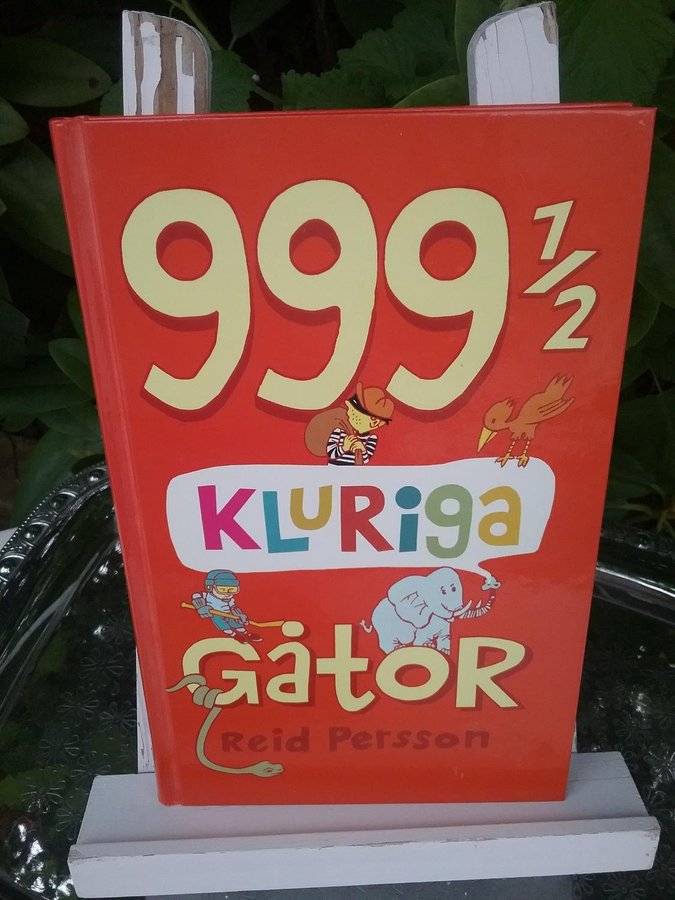 999 1/2
KLURiga
GåtoR
Reid Persson